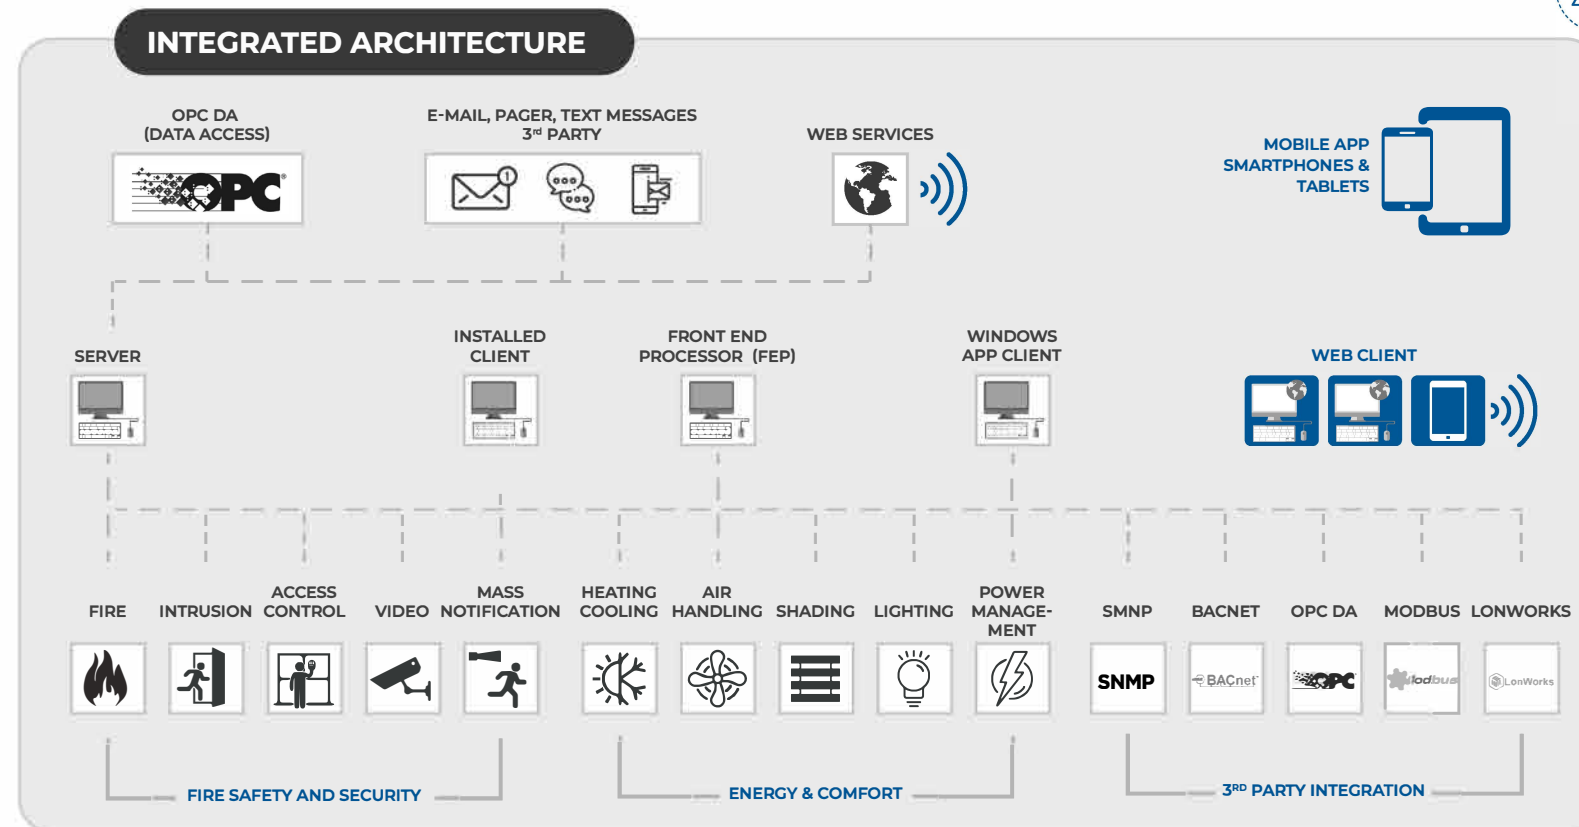 INTEGRATED ARCHITECTURE
OPC DA
(DATA ACCESS)
OPC
E-MAIL, PAGER, TEXT MESSAGES
3rd PARTY
1
WEB SERVICES
MOBILE APP
SMARTPHONES &
TABLETS
SERVER
INSTALLED
CLIENT
FRONT END
PROCESSOR (FEP)
WINDOWS
APP CLIENT
WEB CLIENT
FIRE
INTRUSION
ACCESS
CONTROL
VIDEO
MASS
NOTIFICATION
HEATING
COOLING
AIR
HANDLING
SHADING
LIGHTING
POWER
MANAGE-
MENT
SMNP
BACNET
OPC DA
MODBUS
LONWORKS
SNMP
BACnet
OPC
Modbus
LonWorks
FIRE SAFETY AND SECURITY
ENERGY & COMFORT
3RD PARTY INTEGRATION